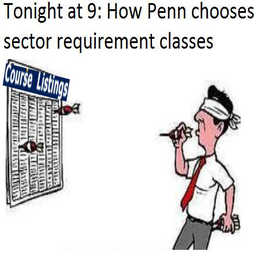 Tonight at 9: How Penn chooses
sector requirement classes
Course Listings